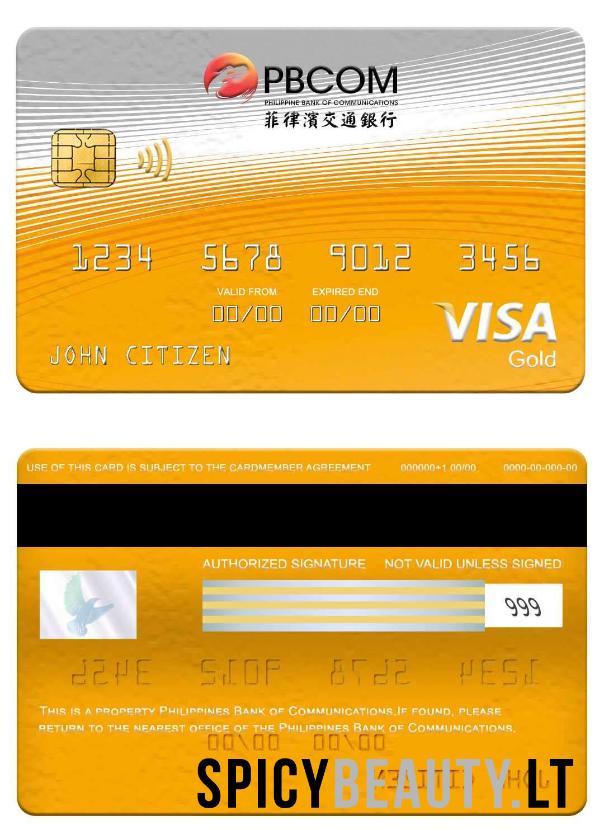 PBCOM
PHILIPPINE BANK OF COMMUNICATIONS
菲律濱交通銀行
1234 5678 9012 3456
VALID FROM EXPIRED END
00/00 00/00
VISA
Gold
JOHN CITIZEN
USE OF THIS CARD IS SUBJECT TO THE CARDMEMBER AGREEMENT 000000+1 00/00 0000-00-000-00
AUTHORIZED SIGNATURE NOT VALID UNLESS SIGNED
999
THIS IS A PROPERTY PHILIPPINES BANK OF COMMUNICATIONS,IF FOUND, PLEASE
RETURN TO THE NEAREST OFFICE OF THE PHILIPPINES BANK OF COMMUNICATIONS.
SPICYBEAUTY.LT